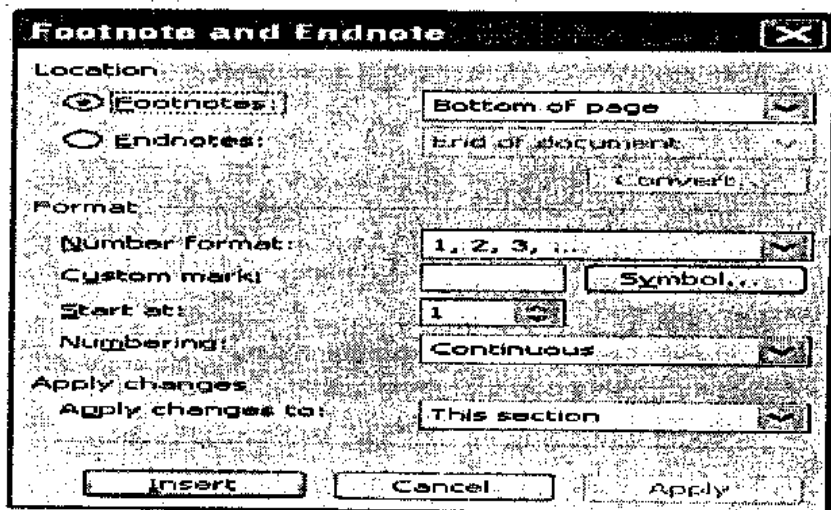 Footnote and Endnote
Location
Footnotes: Bottom of page
Endnotes: End of document
Convert...
Format
Number format: 1, 2, 3, ...
Custom mark: Symbol...
Start at: 1
Numbering: Continuous
Apply changes
Apply changes to: This section
Insert Cancel Apply